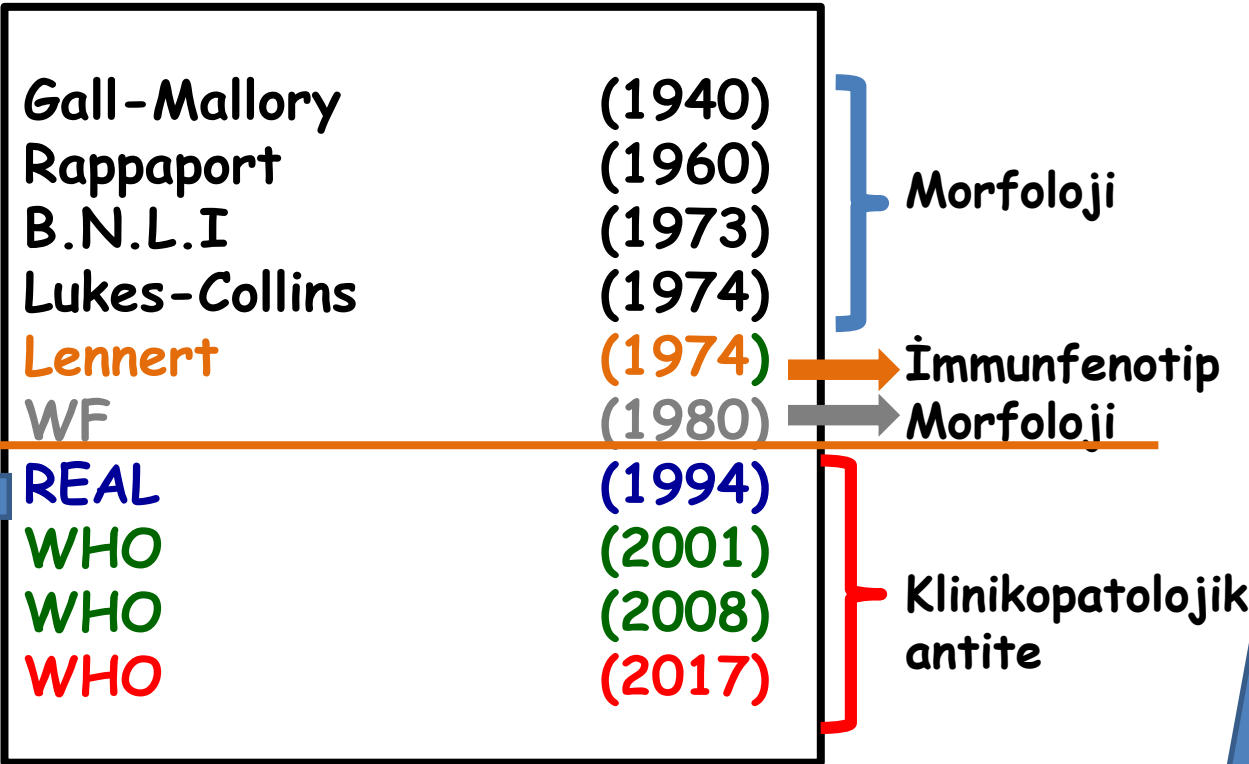 Gall-Mallory (1940)
Rappaport (1960)
B.N.L.I (1973)
Lukes-Collins (1974)
Morfoloji
Lennert (1974)
İmmunfenotip
WF (1980)
Morfoloji
REAL (1994)
WHO (2001)
WHO (2008)
WHO (2017)
Klinikopatolojik
antite